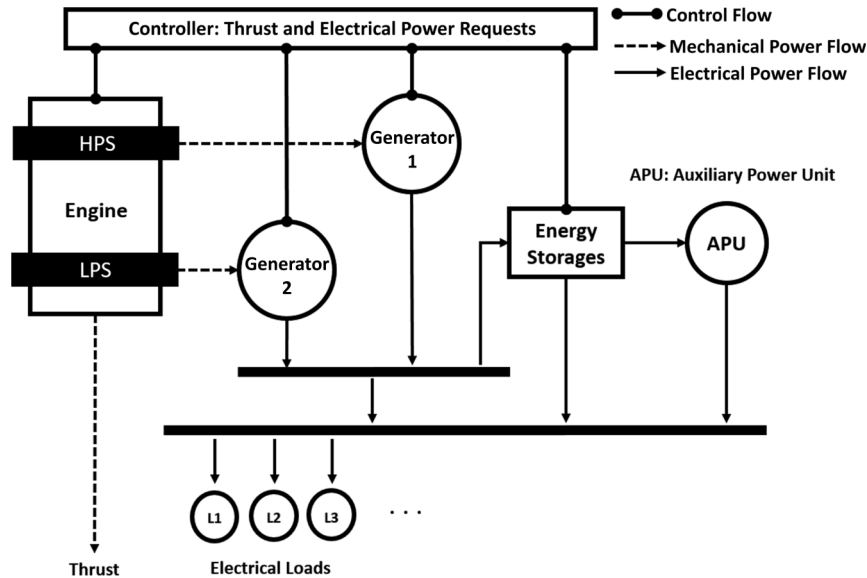 Controller: Thrust and Electrical Power Requests
Control Flow
Mechanical Power Flow
Electrical Power Flow
HPS
Generator
1
APU: Auxiliary Power Unit
Engine
Energy
Storages
APU
LPS
Generator
2
L1
L2
L3
. . .
Thrust
Electrical Loads